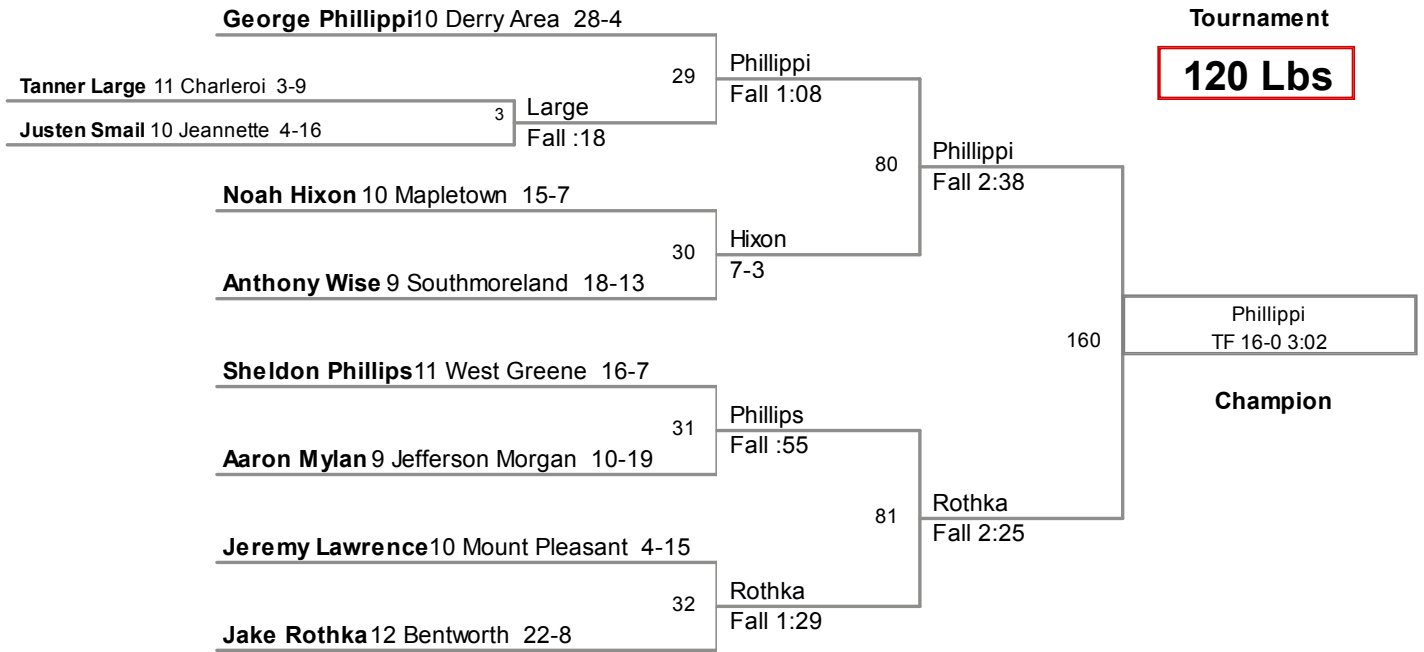 George Phillippi 10 Derry Area 28-4
Tournament
120 Lbs
Tanner Large 11 Charleroi 3-9
Justen Smail 10 Jeannette 4-16
3
Large
Fall :18
29
Phillippi
Fall 1:08
Noah Hixon 10 Mapletown 15-7
Anthony Wise 9 Southmoreland 18-13
30
Hixon
7-3
80
Phillippi
Fall 2:38
Sheldon Phillips 11 West Greene 16-7
Aaron Mylan 9 Jefferson Morgan 10-19
31
Phillips
Fall :55
Jeremy Lawrence 10 Mount Pleasant 4-15
Jake Rothka 12 Bentworth 22-8
32
Rothka
Fall 1:29
81
Rothka
Fall 2:25
160
Phillippi
TF 16-0 3:02
Champion